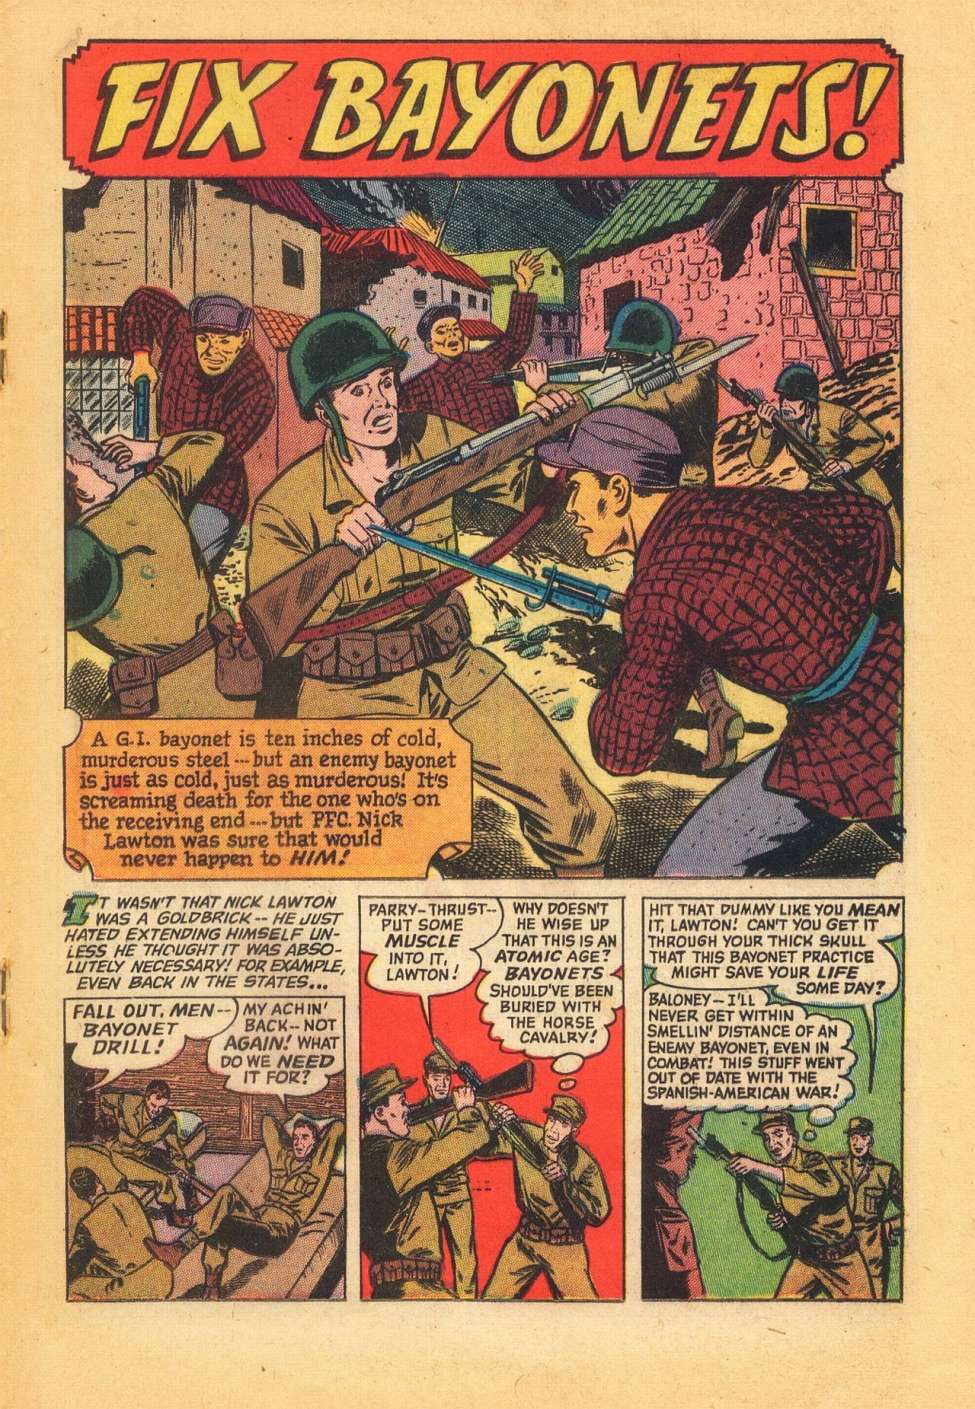 FIX BAYONETS!
A G.I. bayonet is ten inches of cold,
murderous steel -- but an enemy bayonet
is just as cold, just as murderous! It's
screaming death for the one who's on
the receiving end -- but PFC. Nick
Lawton was sure that would
never happen to HIM!
IT WASN'T THAT NICK LAWTON
WAS A GOLDBRICK -- HE JUST
HATED EXTENDING HIMSELF UN-
LESS HE THOUGHT IT WAS ABSO-
LUTELY NECESSARY! FOR EXAMPLE,
EVEN BACK IN THE STATES...
FALL OUT, MEN --
BAYONET
DRILL!
MY ACHIN'
BACK -- NOT
AGAIN! WHAT
DO WE NEED
IT FOR?
PARRY -- THRUST --
PUT SOME
MUSCLE
INTO IT,
LAWTON!
WHY DOESN'T
HE WISE UP
THAT THIS IS AN
ATOMIC AGE?
BAYONETS
SHOULD'VE BEEN
BURIED WITH
THE HORSE
CAVALRY!
HIT THAT DUMMY LIKE YOU MEAN
IT, LAWTON! CAN'T YOU GET IT
THROUGH YOUR THICK SKULL
THAT THIS BAYONET PRACTICE
MIGHT SAVE YOUR LIFE
SOME DAY?
BALONEY -- I'LL
NEVER GET WITHIN
SMELLIN' DISTANCE OF AN
ENEMY BAYONET, EVEN IN
COMBAT! THIS STUFF WENT
OUT OF DATE WITH THE
SPANISH-AMERICAN WAR!